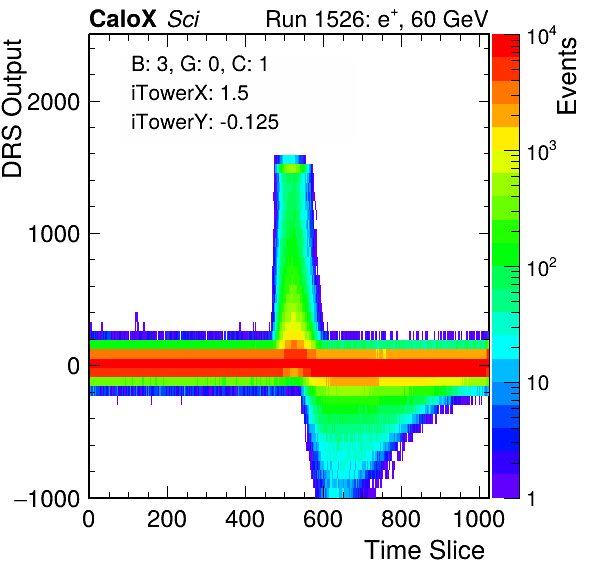 CaloX Sci
Run 1526: e+, 60 GeV
B: 3, G: 0, C: 1
iTowerX: 1.5
iTowerY: -0.125
DRS Output
2000
1000
0
−1000
0 200 400 600 800 1000
Time Slice
Events
10^4
10^3
10^2
10
1